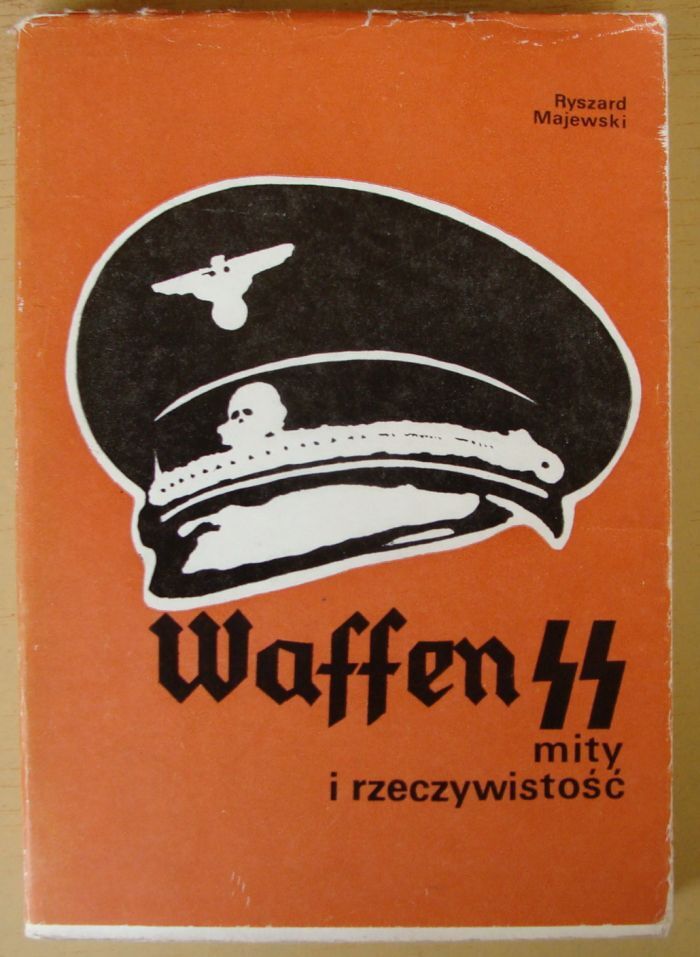 Ryszard
Majewski
Waffen SS
mity
i rzeczywistość